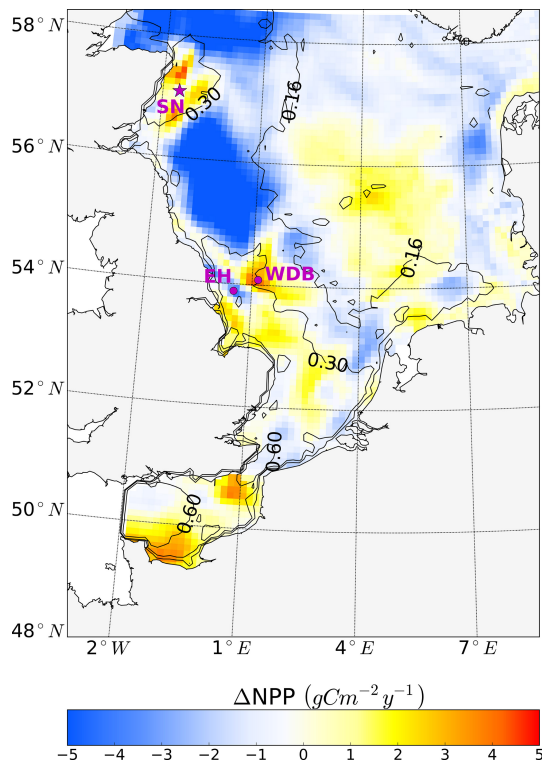 58° N
0.16
0.30
SN
56° N
0.16
54° N
EH
WDB
0.30
52° N
0.60
50° N
0.60
48° N
2° W 1° E 4° E 7° E
ΔNPP (gCm⁻² y⁻¹)
−5 −4 −3 −2 −1 0 1 2 3 4 5